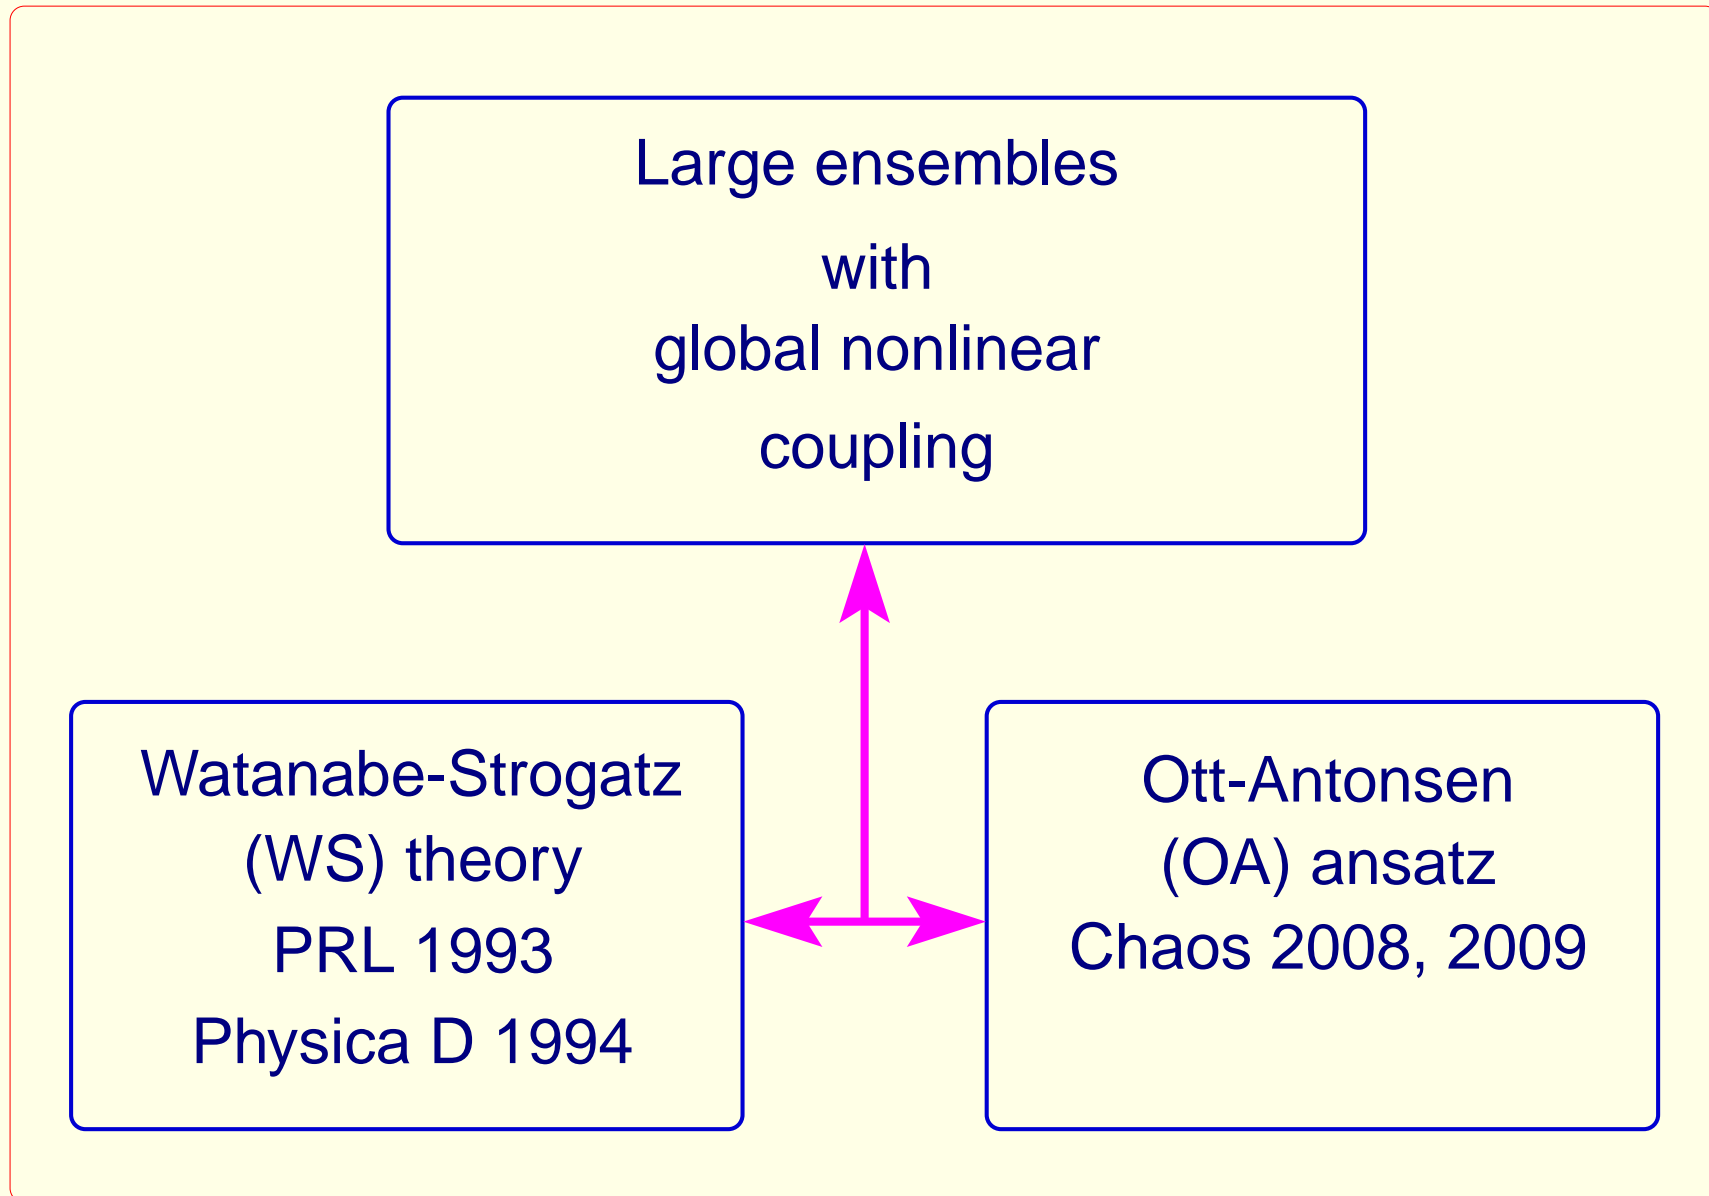 Large ensembles
with
global nonlinear
coupling
Watanabe-Strogatz
(WS) theory
PRL 1993
Physica D 1994
Ott-Antonsen
(OA) ansatz
Chaos 2008, 2009